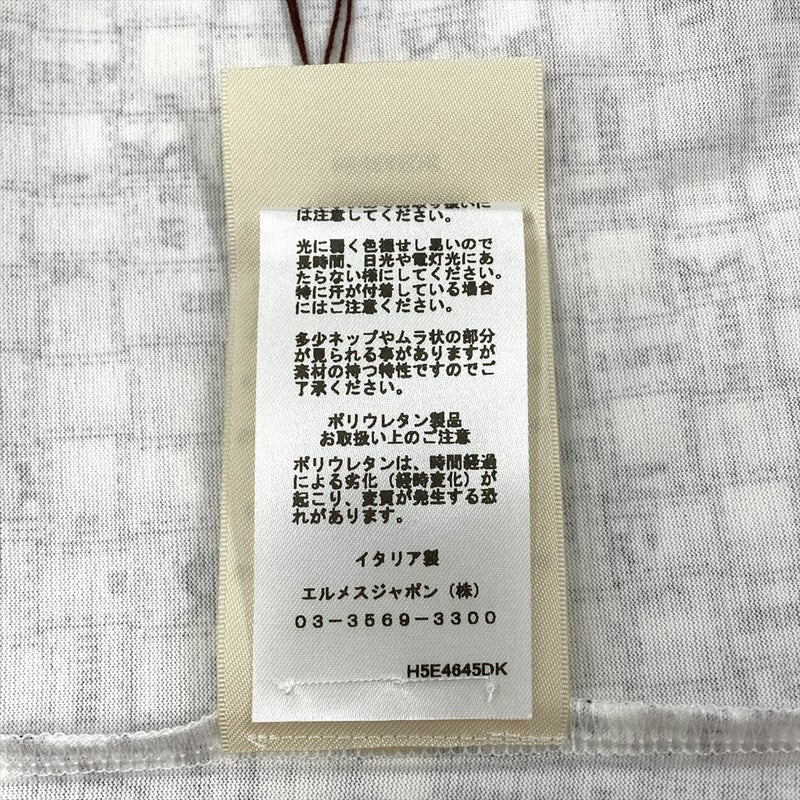 は注意してください。
光に弱く色褪せし易いので
長時間、日光や電灯光にあ
たらない様にしてください。
特に汗が付着している場合
にはご注意ください。
多少ネップやムラ状の部分
が見られる事がありますが
素材の持つ特性ですのでご
了承ください。
ポリウレタン製品
お取扱い上のご注意
ポリウレタンは、時間経過
による劣化（経時変化）が
起こり、変質が発生する恐
れがあります。
イタリア製
エルメスジャポン（株）
03－3569－3300
H5E4645DK